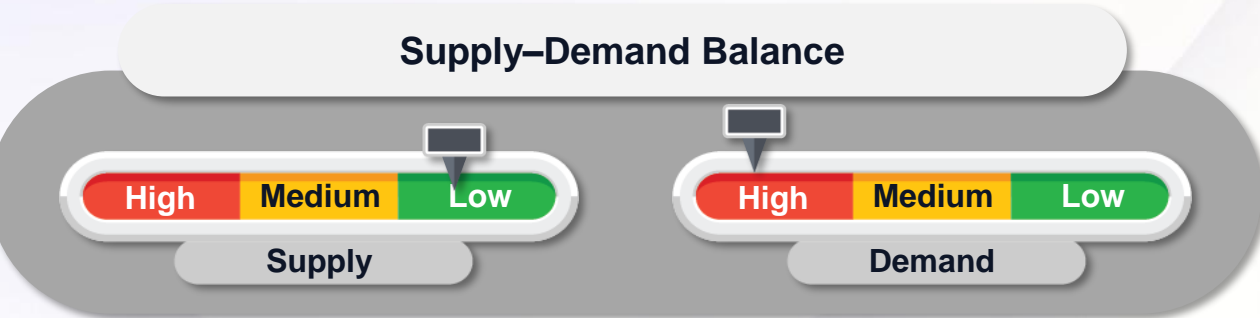 Supply–Demand Balance
High Medium Low
Supply
High Medium Low
Demand